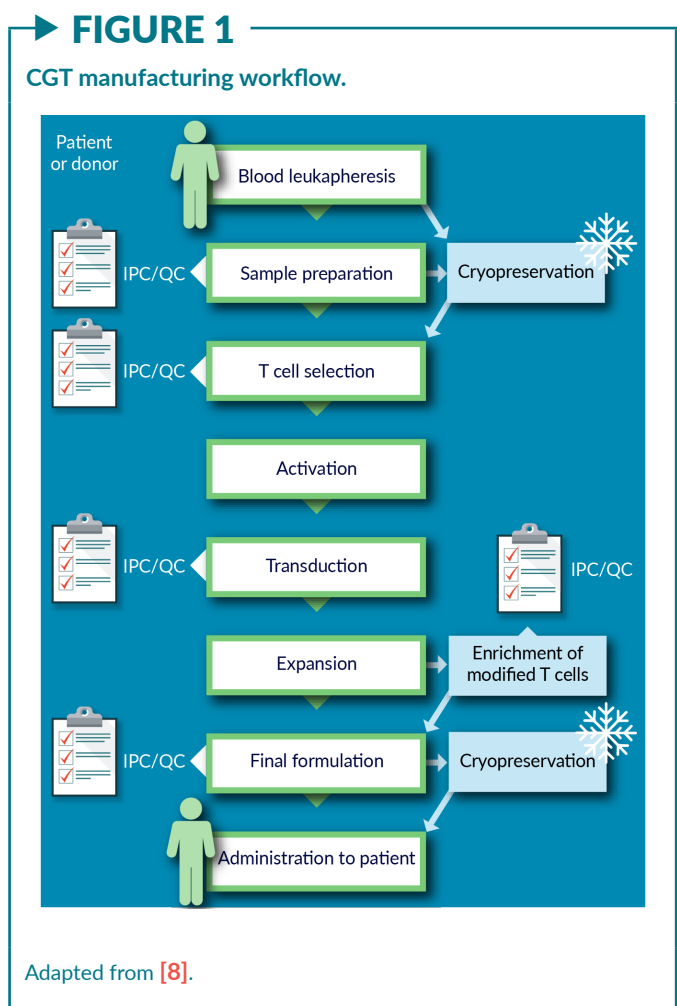 FIGURE 1
CGT manufacturing workflow.
Patient
or donor
Blood leukapheresis
IPC/QC
Sample preparation
Cryopreservation
IPC/QC
T cell selection
Activation
IPC/QC
Transduction
IPC/QC
Expansion
Enrichment of
modified T cells
IPC/QC
Final formulation
Cryopreservation
Administration to patient
Adapted from [8].